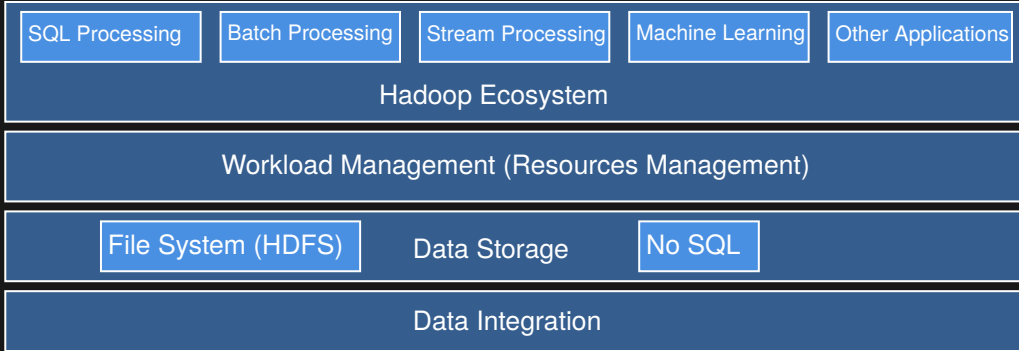 SQL Processing
Batch Processing
Stream Processing
Machine Learning
Other Applications
Hadoop Ecosystem
Workload Management (Resources Management)
File System (HDFS)
Data Storage
No SQL
Data Integration